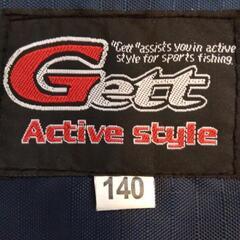 "Gett" assists you in active
style for sports fishing.
Gett
Active style
140